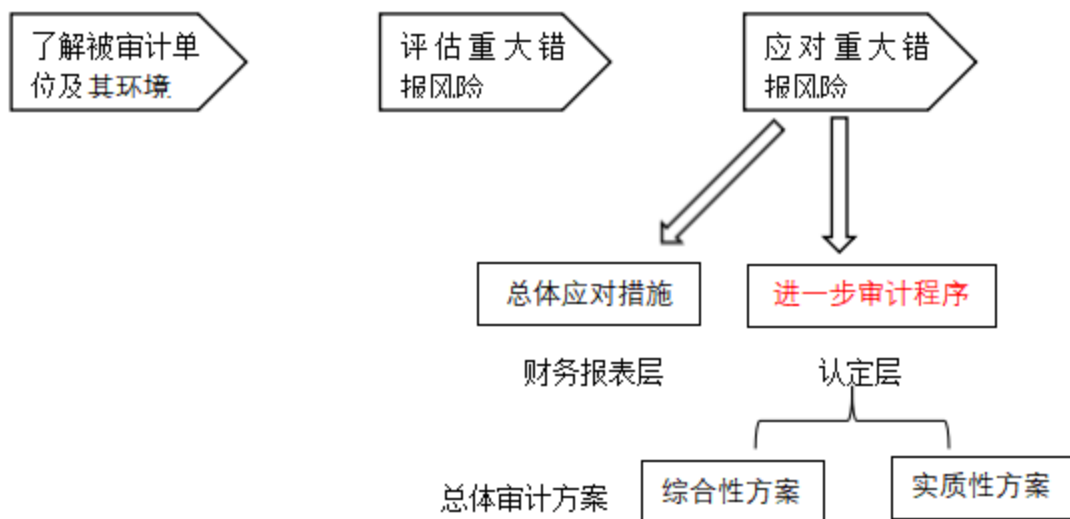 了解被审计单
位及其环境
评估重大错
报风险
应对重大错
报风险
总体应对措施
进一步审计程序
财务报表层
认定层
总体审计方案
综合性方案
实质性方案